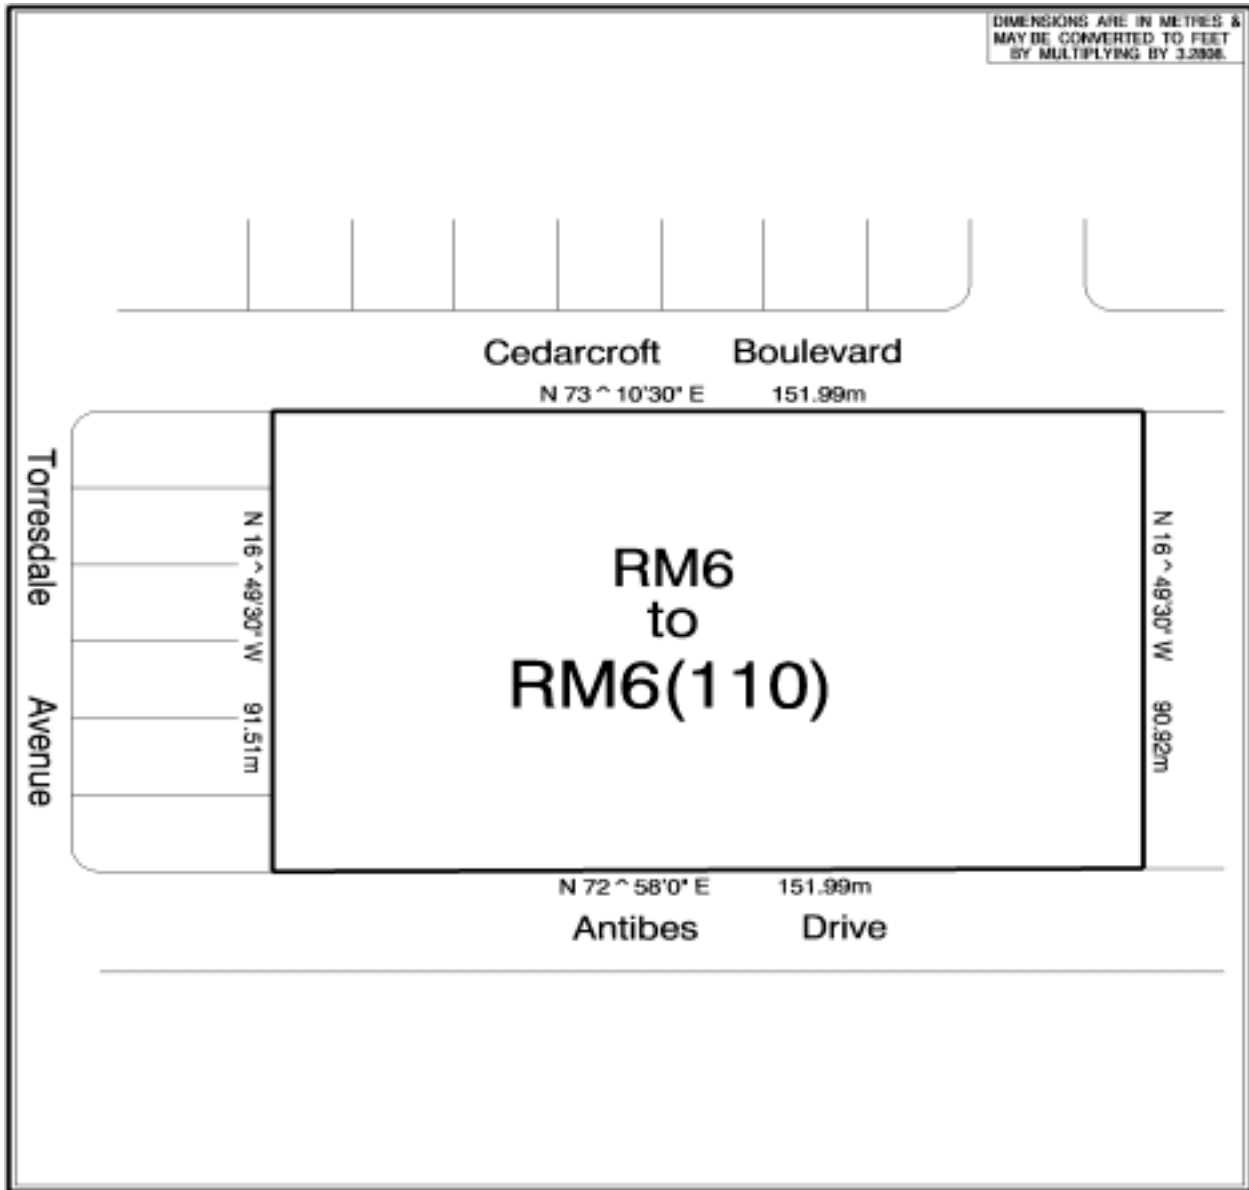 DIMENSIONS ARE IN METRES &
MAY BE CONVERTED TO FEET
BY MULTIPLYING BY 3.2808.
Cedarcroft Boulevard
N 73 ^ 10'30" E 151.99m
Torresdale Avenue
N 16 ^ 49'30" W 91.51m
RM6
to
RM6(110)
N 16 ^ 49'30" W 90.92m
N 72 ^ 58'0" E 151.99m
Antibes Drive